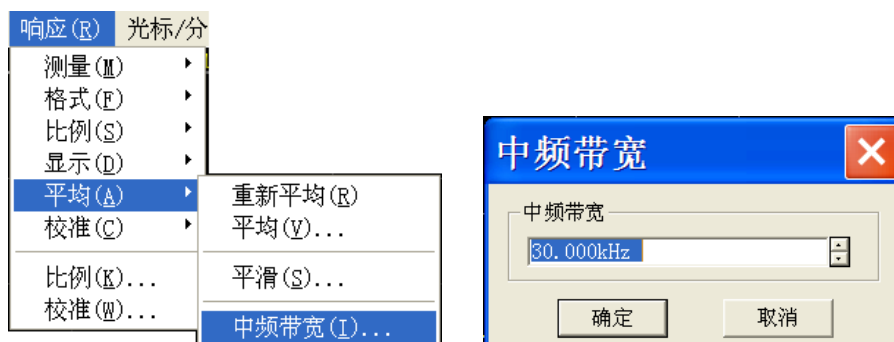 响应(R) 光标/分
测量(M)
格式(F)
比例(S)
显示(D)
平均(A)
校准(C)
比例(K)...
校准(W)...
重新平均(R)
平均(V)...
平滑(S)...
中频带宽(I)...
中频带宽
中频带宽
30.000kHz
确定 取消